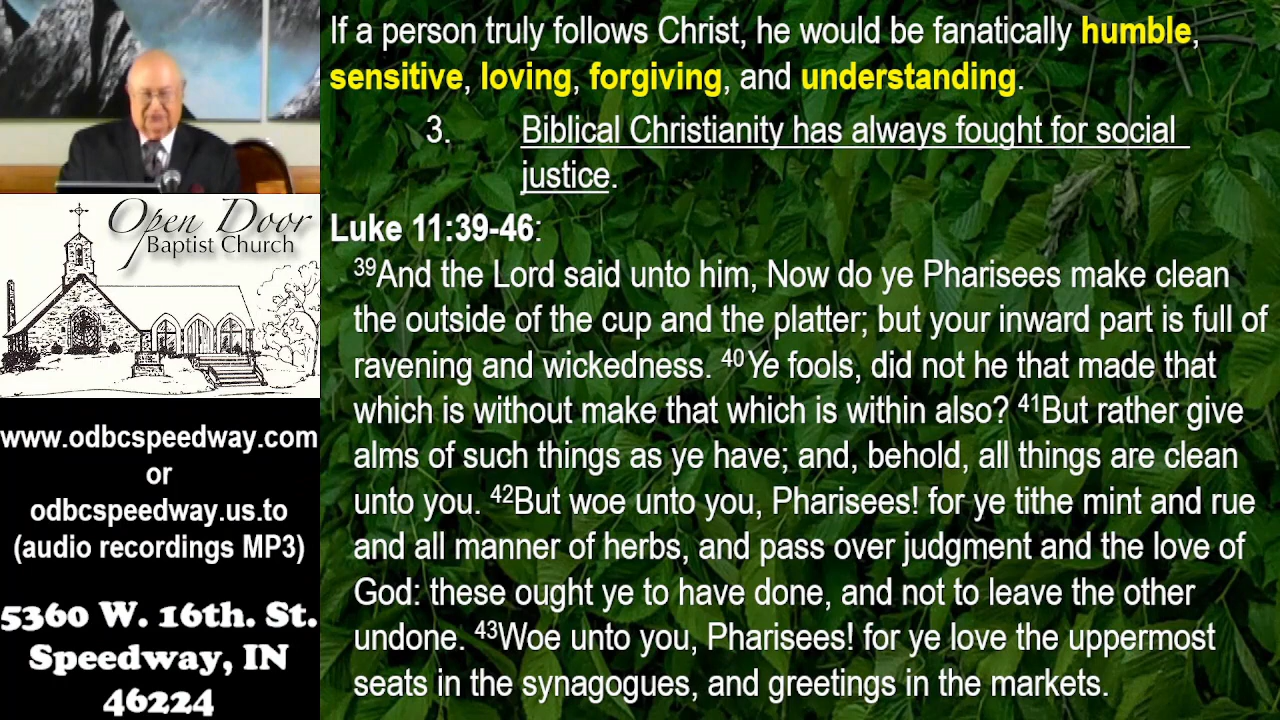 If a person truly follows Christ, he would be fanatically humble,
sensitive, loving, forgiving, and understanding.
3. Biblical Christianity has always fought for social
justice.
Luke 11:39-46:
39And the Lord said unto him, Now do ye Pharisees make clean
the outside of the cup and the platter; but your inward part is full of
ravening and wickedness. 40Ye fools, did not he that made that
which is without make that which is within also? 41But rather give
alms of such things as ye have; and, behold, all things are clean
unto you. 42But woe unto you, Pharisees! for ye tithe mint and rue
and all manner of herbs, and pass over judgment and the love of
God: these ought ye to have done, and not to leave the other
undone. 43Woe unto you, Pharisees! for ye love the uppermost
seats in the synagogues, and greetings in the markets.
Open Door
Baptist Church
www.odbcspeedway.com
or
odbcspeedway.us.to
(audio recordings MP3)
5360 W. 16th. St.
Speedway, IN
46224